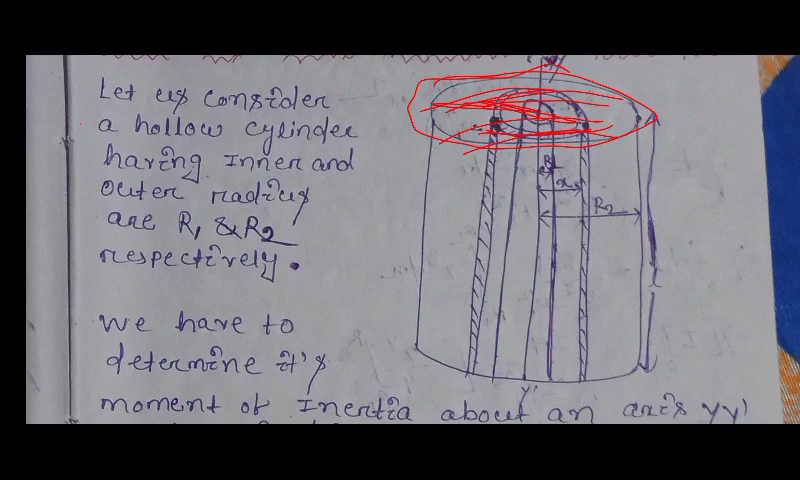 Let us consider
a hollow cylinder
having Inner and
outer radius
are R1 & R2
respectively.
We have to
determine it's
moment of Inertia about an axis YY'
R1
x
R2
Y'